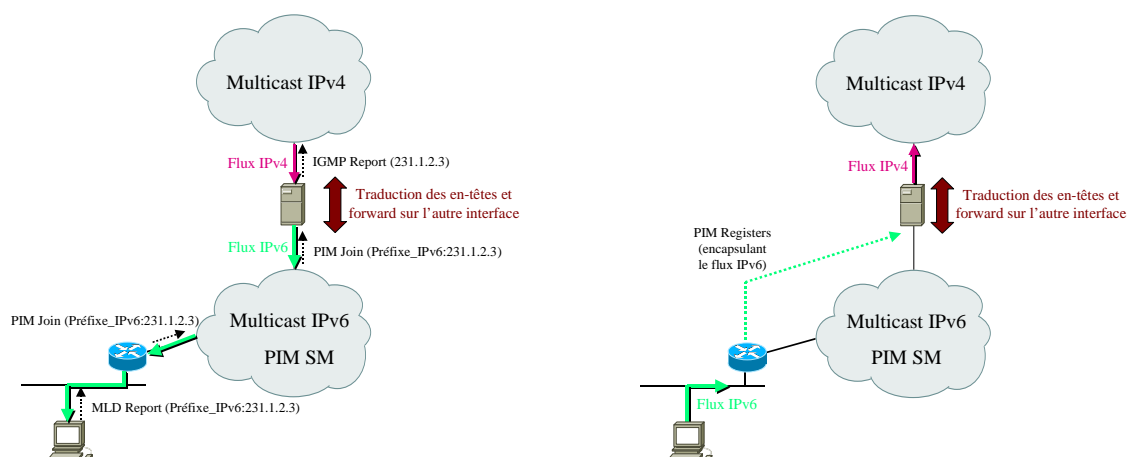 Multicast IPv4
Flux IPv4
IGMP Report (231.1.2.3)
Traduction des en-têtes et
forward sur l’autre interface
Flux IPv6
PIM Join (Préfixe_IPv6:231.1.2.3)
PIM Join (Préfixe_IPv6:231.1.2.3)
Multicast IPv6
PIM SM
MLD Report (Préfixe_IPv6:231.1.2.3)
Multicast IPv4
Flux IPv4
Traduction des en-têtes et
forward sur l’autre interface
PIM Registers
(encapsulant
le flux IPv6)
Multicast IPv6
PIM SM
Flux IPv6